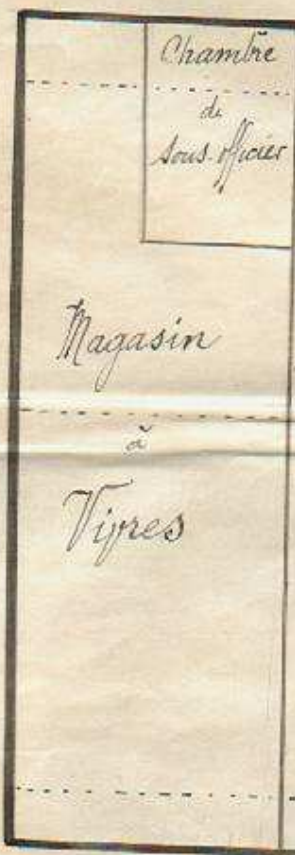 Chambre
de
sous-officier
Magasin
à
Vivres